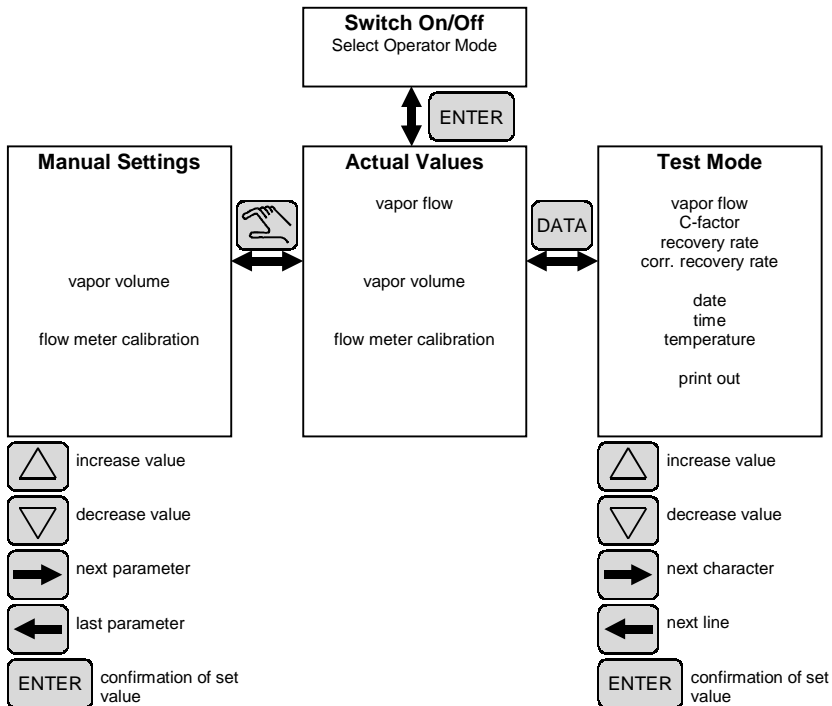 Switch On/Off
Select Operator Mode
ENTER
Manual Settings
vapor volume
flow meter calibration
Actual Values
vapor flow
vapor volume
flow meter calibration
DATA
Test Mode
vapor flow
C-factor
recovery rate
corr. recovery rate
date
time
temperature
print out
increase value
decrease value
next parameter
last parameter
ENTER
confirmation of set
value
increase value
decrease value
next character
next line
ENTER
confirmation of set
value